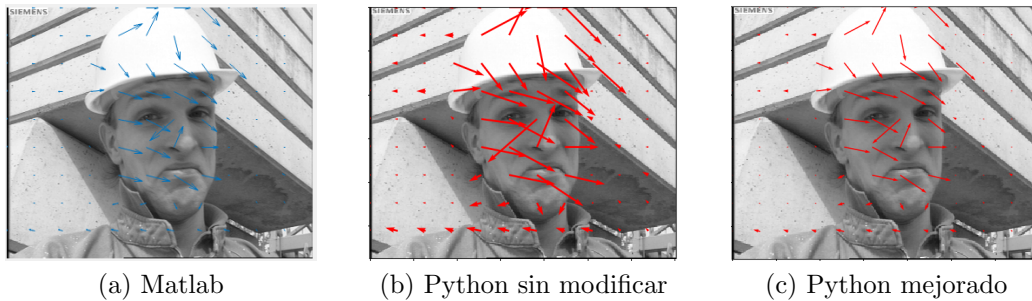 SIEMENS
SIEMENS
SIEMENS
(a) Matlab
(b) Python sin modificar
(c) Python mejorado